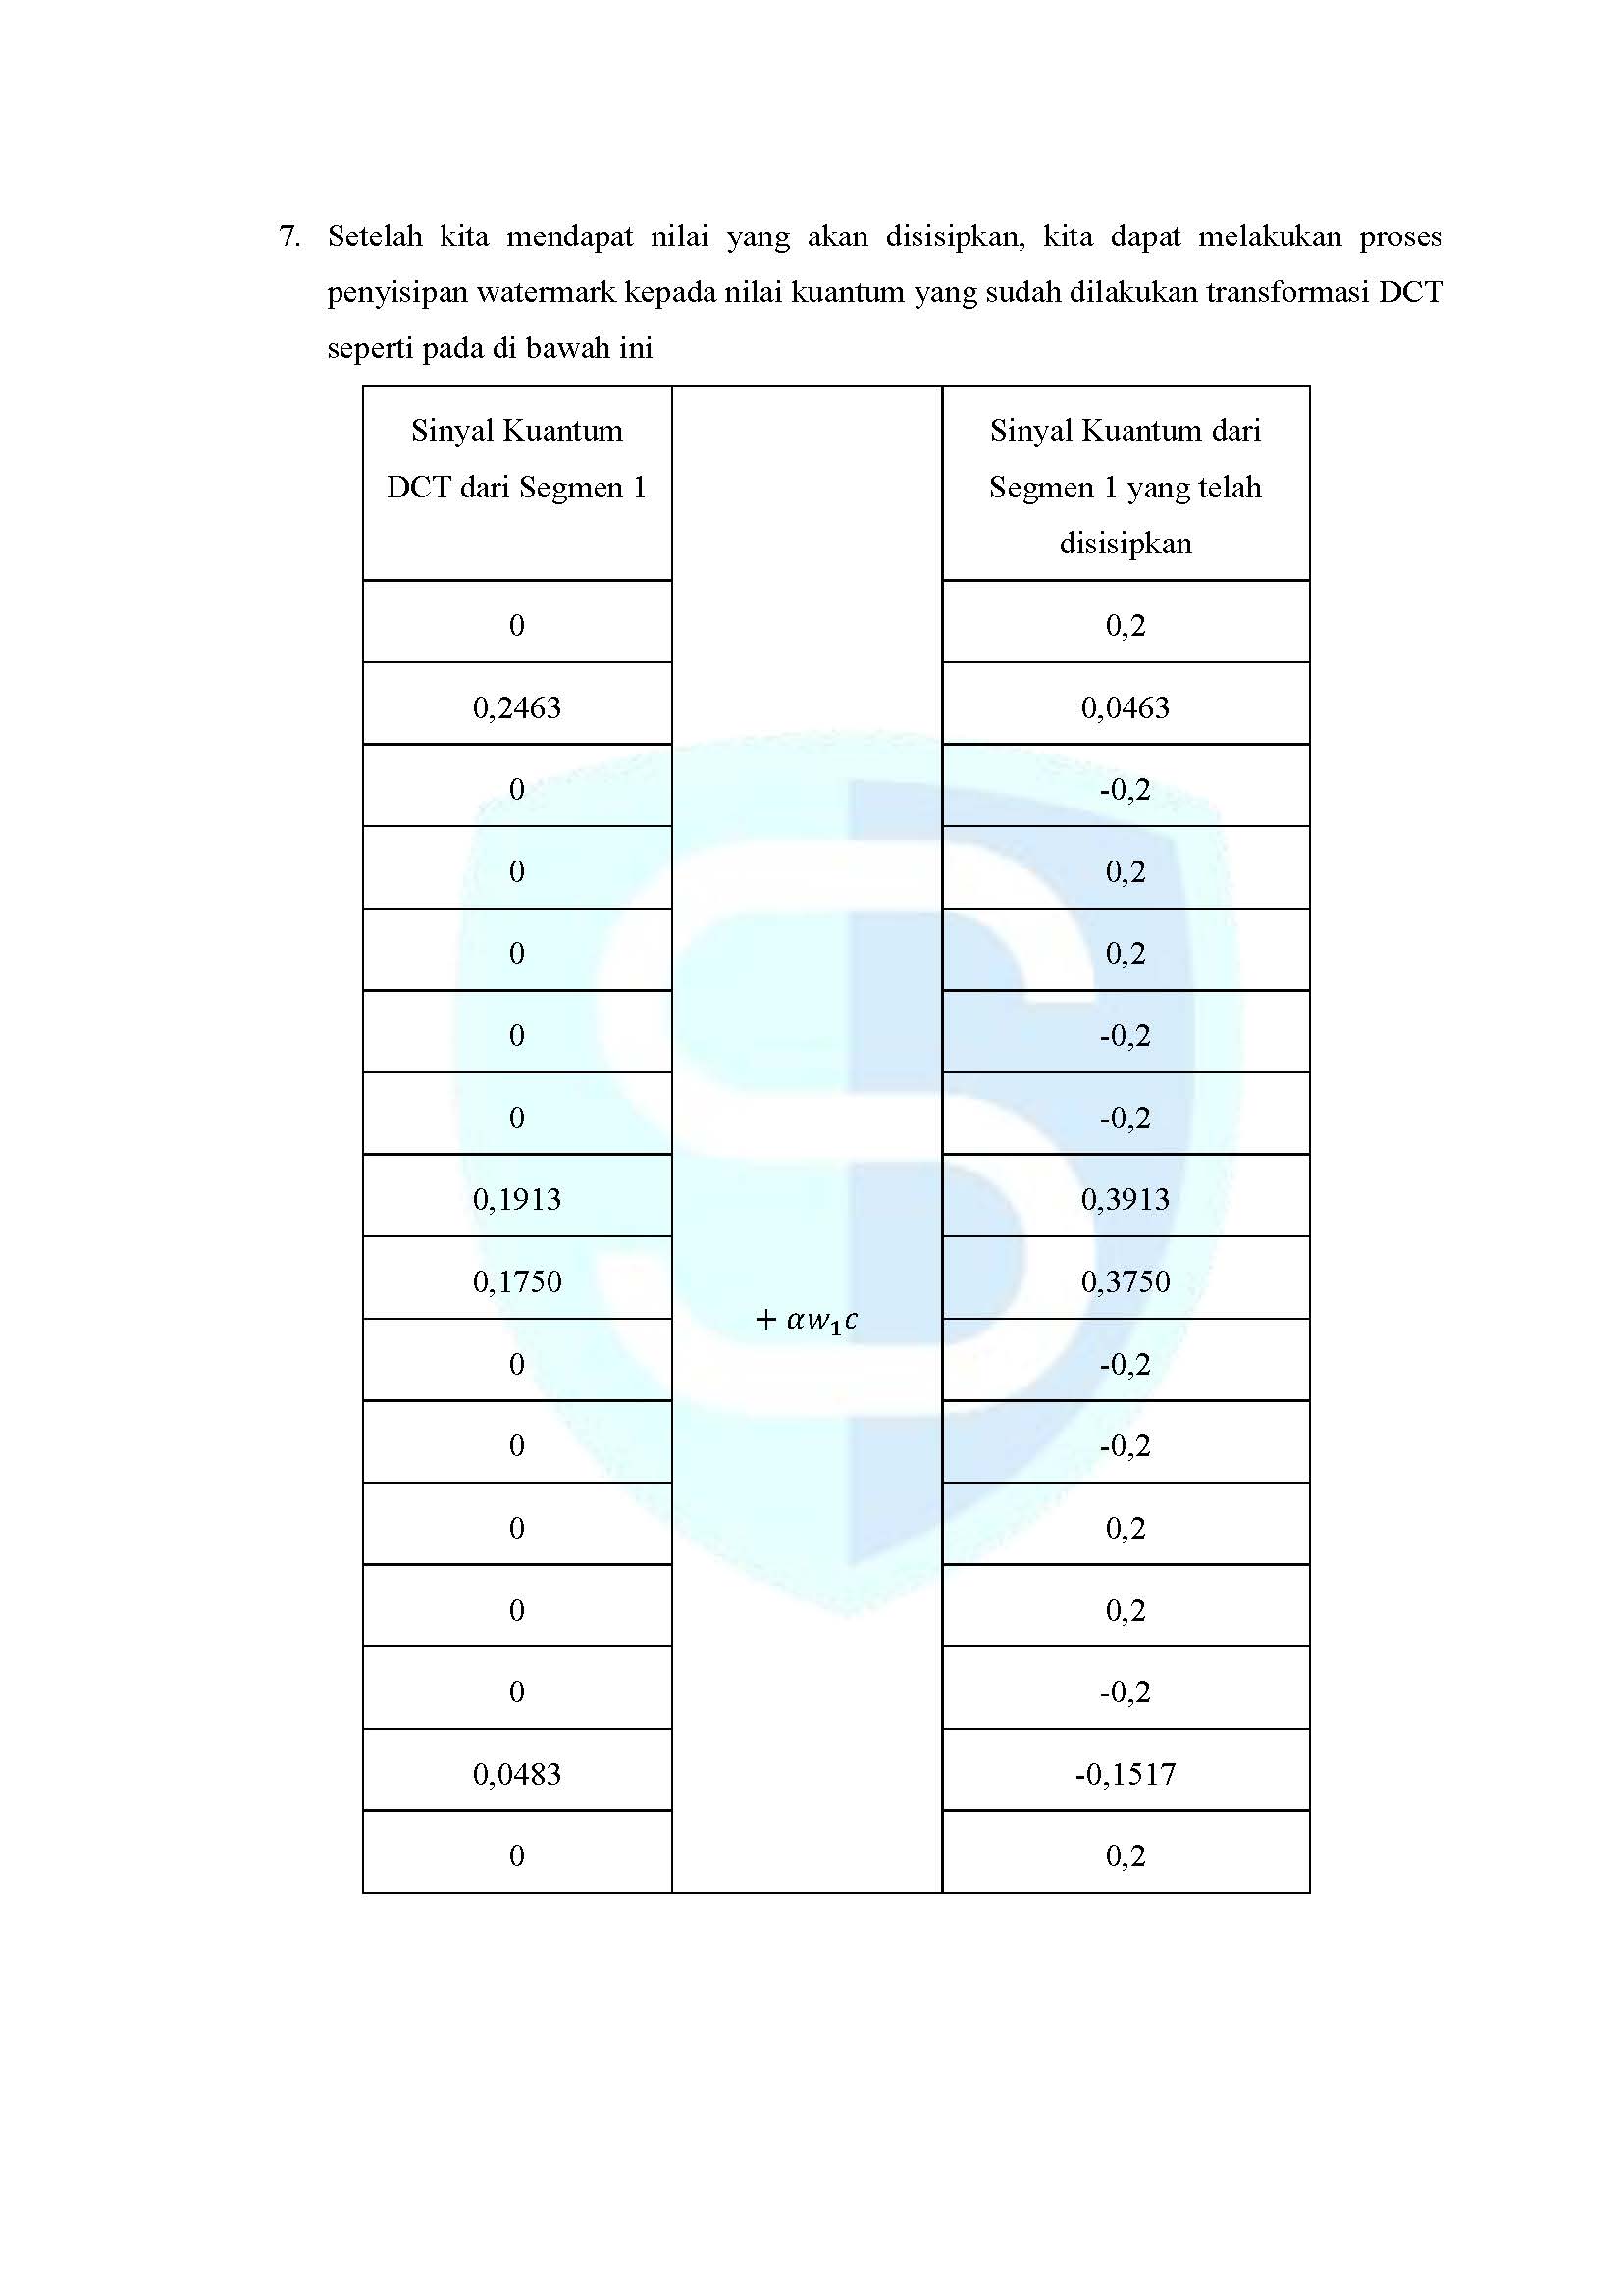 7. Setelah kita mendapat nilai yang akan disisipkan, kita dapat melakukan proses
penyisipan watermark kepada nilai kuantum yang sudah dilakukan transformasi DCT
seperti pada di bawah ini
Sinyal Kuantum
DCT dari Segmen 1
Sinyal Kuantum dari
Segmen 1 yang telah
disisipkan
0 0,2
0,2463 0,0463
0 -0,2
0 0,2
0 0,2
0 -0,2
0 -0,2
0,1913 0,3913
0,1750 0,3750
+ αw₁c
0 -0,2
0 -0,2
0 0,2
0 0,2
0 -0,2
0,0483 -0,1517
0 0,2